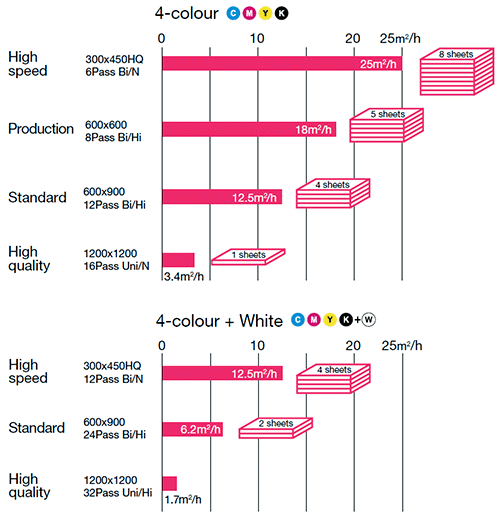 4-colour C M Y K
0 10 20 25m²/h
High speed 300x450HQ 6Pass Bi/N 25m²/h 8 sheets
Production 600x600 8Pass Bi/Hi 18m²/h 5 sheets
Standard 600x900 12Pass Bi/Hi 12.5m²/h 4 sheets
High quality 1200x1200 16Pass Uni/N 3.4m²/h 1 sheets
4-colour + White C M Y K + W
0 10 20 25m²/h
High speed 300x450HQ 12Pass Bi/N 12.5m²/h 4 sheets
Standard 600x900 24Pass Bi/Hi 6.2m²/h 2 sheets
High quality 1200x1200 32Pass Uni/Hi 1.7m²/h